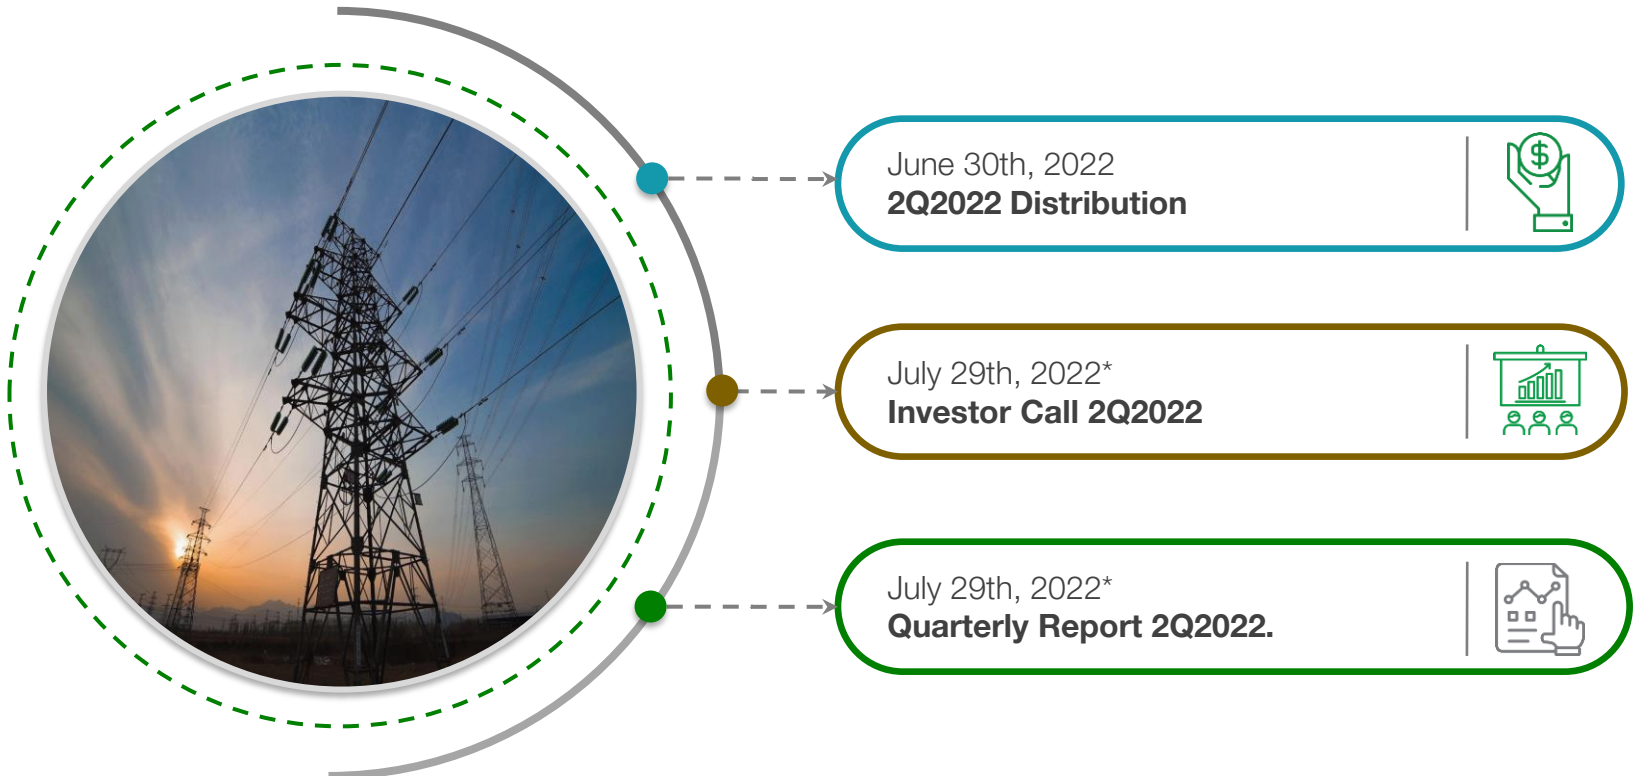 June 30th, 2022
2Q2022 Distribution
$
July 29th, 2022*
Investor Call 2Q2022
July 29th, 2022*
Quarterly Report 2Q2022.